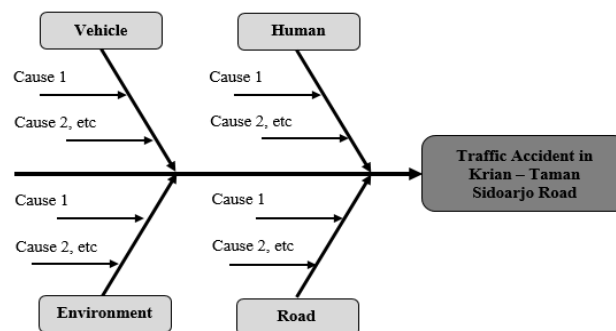 Vehicle
Human
Cause 1
Cause 1
Cause 2, etc
Cause 2, etc
Traffic Accident in
Krian – Taman
Sidoarjo Road
Cause 1
Cause 1
Cause 2, etc
Cause 2, etc
Environment
Road